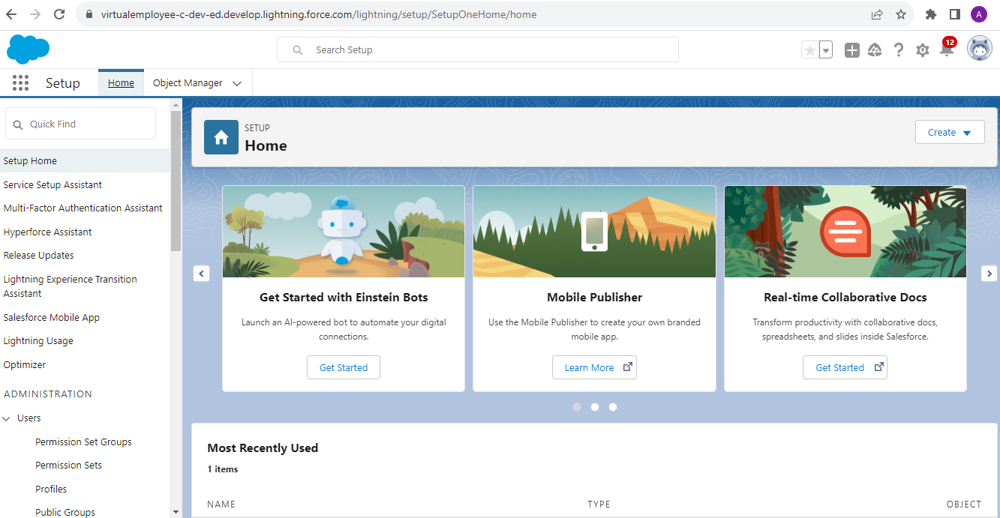 virtualemployee-c-dev-ed.develop.lightning.force.com/lightning/setup/SetupOneHome/home
A
Search Setup
12
Setup
Home
Object Manager
Quick Find
Setup Home
Service Setup Assistant
Multi-Factor Authentication Assistant
Hyperforce Assistant
Release Updates
Lightning Experience Transition
Assistant
Salesforce Mobile App
Lightning Usage
Optimizer
ADMINISTRATION
Users
Permission Set Groups
Permission Sets
Profiles
Public Groups
SETUP
Home
Create
Get Started with Einstein Bots
Launch an AI-powered bot to automate your digital
connections.
Get Started
Mobile Publisher
Use the Mobile Publisher to create your own branded
mobile app.
Learn More
Real-time Collaborative Docs
Transform productivity with collaborative docs,
spreadsheets, and slides inside Salesforce.
Get Started
Most Recently Used
1 items
NAME TYPE OBJECT